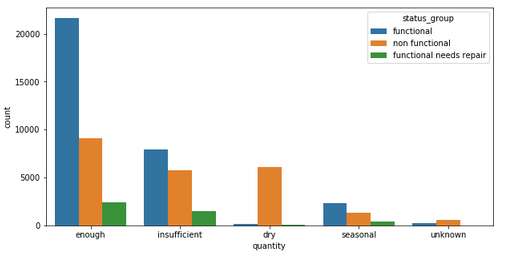 status_group
functional
non functional
functional needs repair
20000
15000
10000
5000
0
count
enough insufficient dry seasonal unknown
quantity